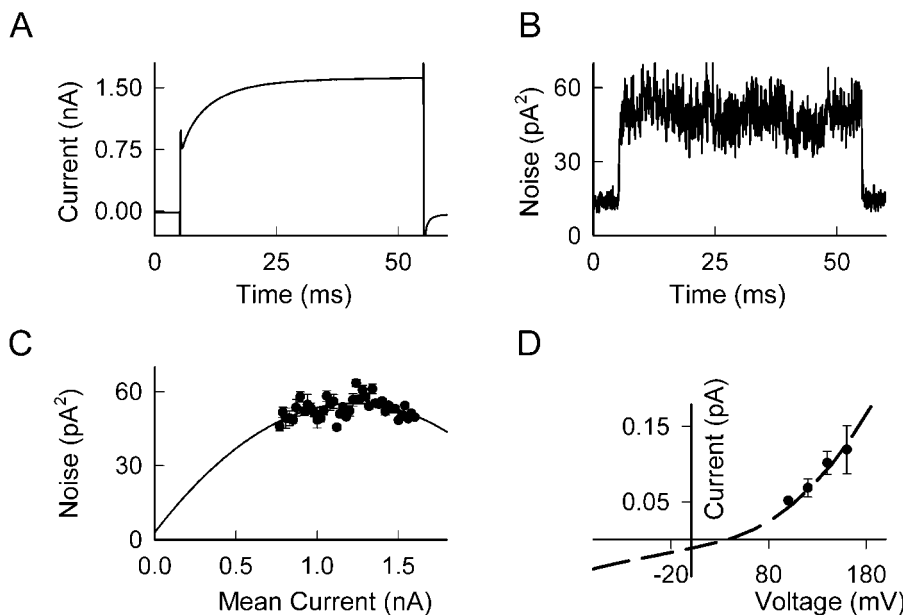 A
Current (nA)
1.50
0.75
0.00
0
25
50
Time (ms)
B
Noise (pA²)
60
30
0
0
25
50
Time (ms)
C
Noise (pA²)
60
30
0
0.0
0.5
1.0
1.5
Mean Current (nA)
D
Current (pA)
0.15
0.05
-20
80
180
Voltage (mV)